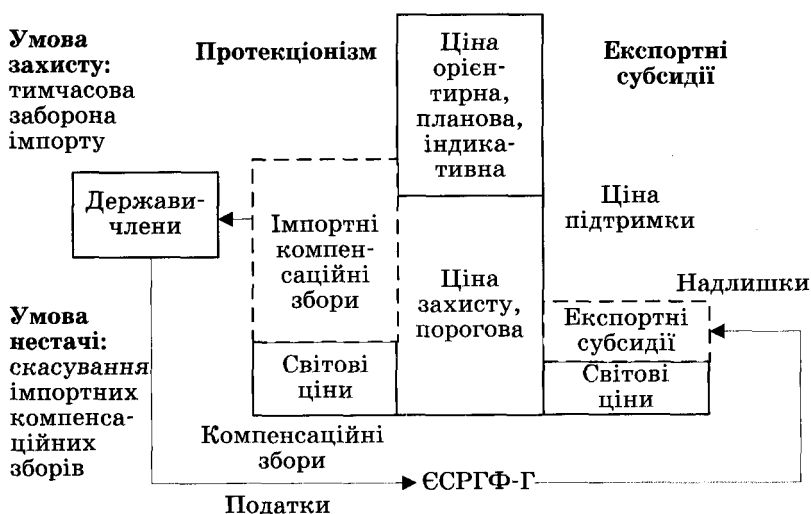 Умова
захисту:
тимчасова
заборона
імпорту
Протекціонізм
Ціна
орієн-
тирна,
планова,
індика-
тивна
Експортні
субсидії
Держави-
члени
Імпортні
компен-
саційні
збори
Ціна
захисту,
порогова
Ціна
підтримки
Надлишки
Експортні
субсидії
Світові
ціни
Світові
ціни
Умова
нестачі:
скасування
імпортних
компенса-
ційних
зборів
Компенсаційні
збори
Податки
ЄСРГФ-Г